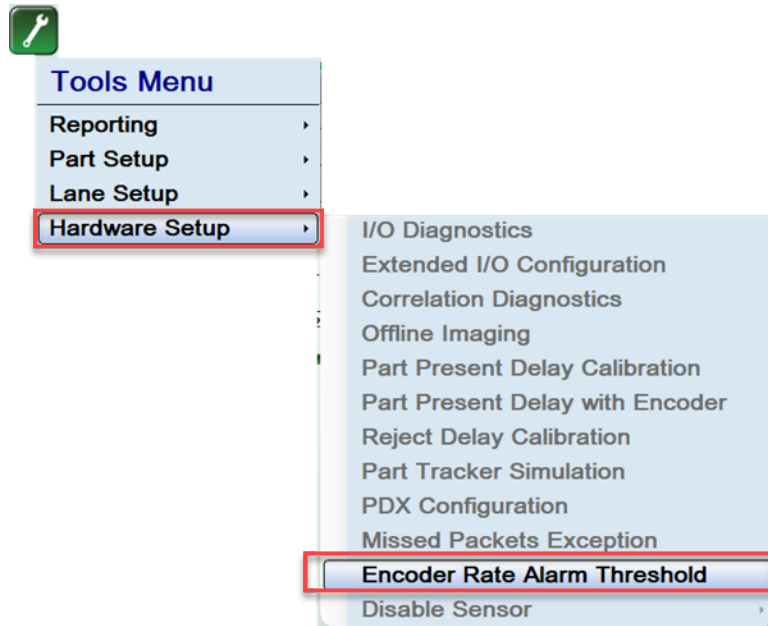 Tools Menu
Reporting
Part Setup
Lane Setup
Hardware Setup
I/O Diagnostics
Extended I/O Configuration
Correlation Diagnostics
Offline Imaging
Part Present Delay Calibration
Part Present Delay with Encoder
Reject Delay Calibration
Part Tracker Simulation
PDX Configuration
Missed Packets Exception
Encoder Rate Alarm Threshold
Disable Sensor